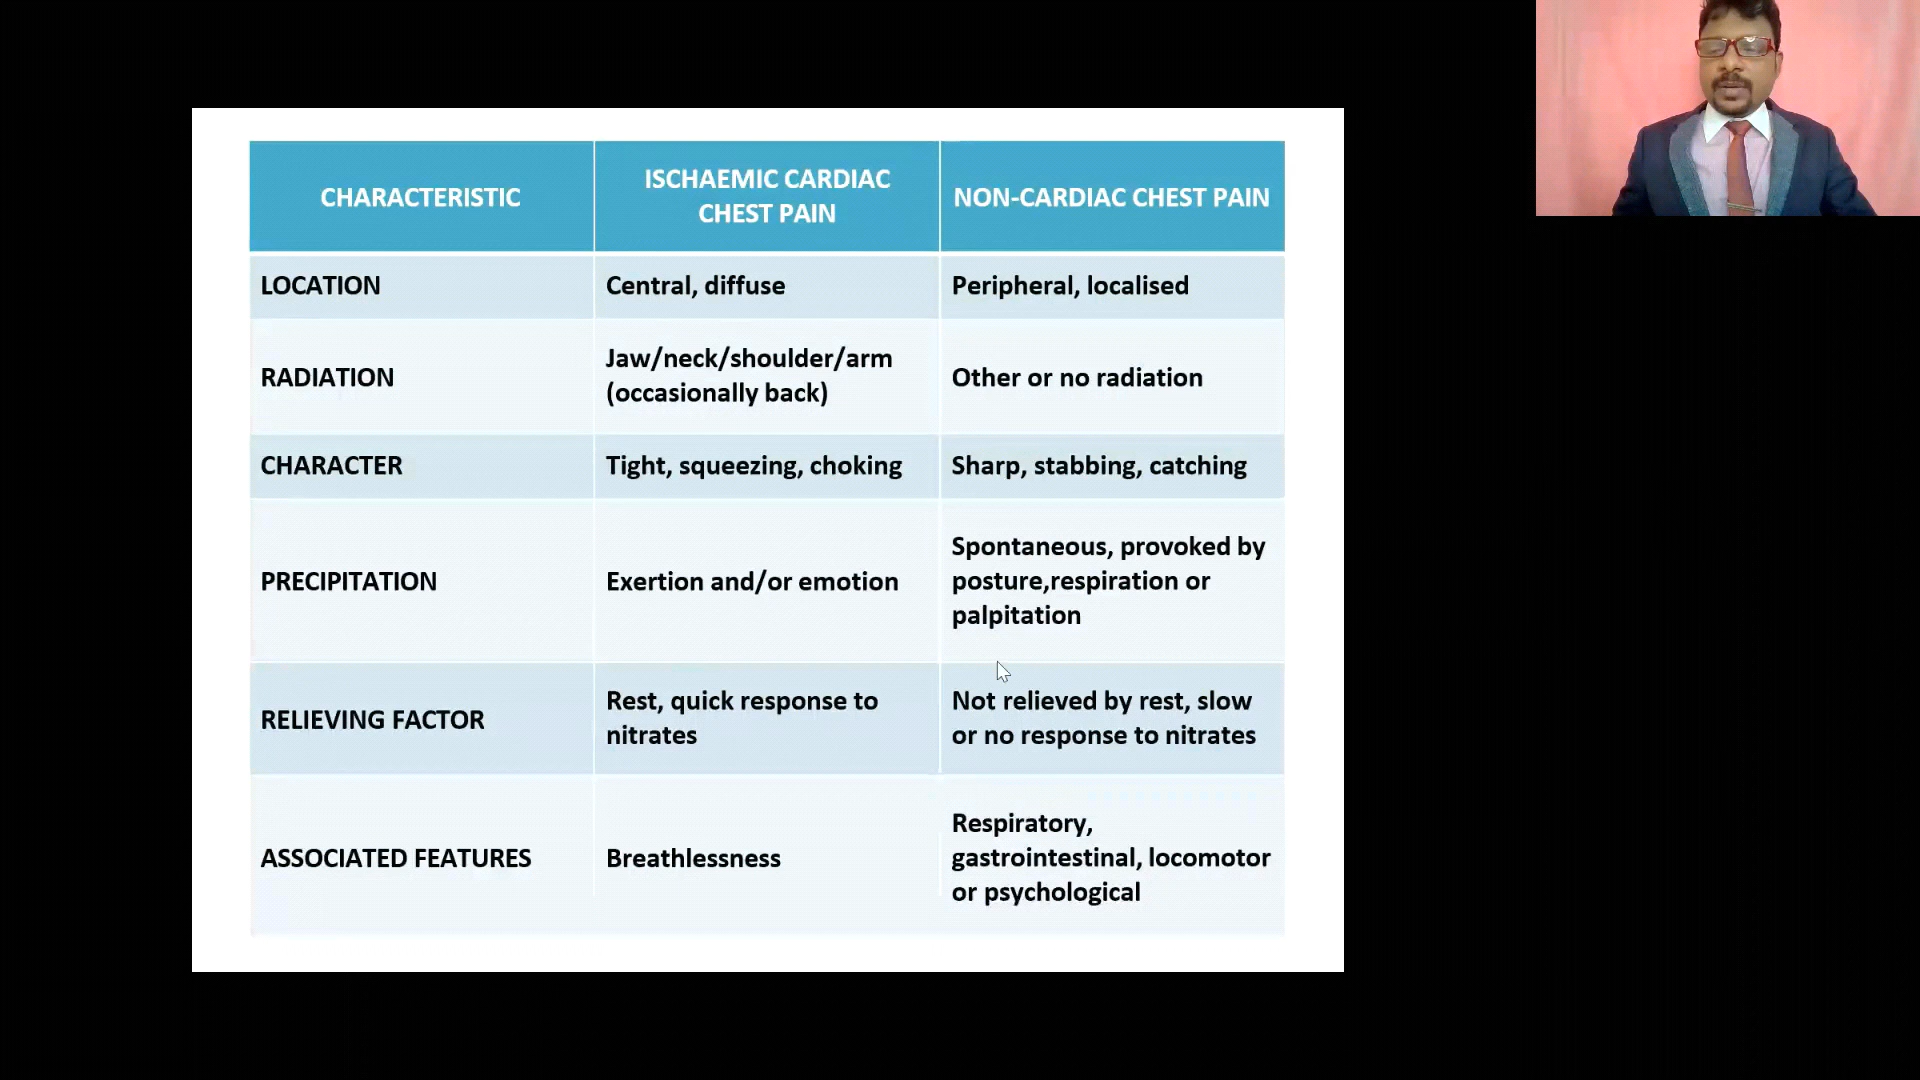 CHARACTERISTIC
ISCHAEMIC CARDIAC
CHEST PAIN
NON-CARDIAC CHEST PAIN
LOCATION
Central, diffuse
Peripheral, localised
RADIATION
Jaw/neck/shoulder/arm
(occasionally back)
Other or no radiation
CHARACTER
Tight, squeezing, choking
Sharp, stabbing, catching
PRECIPITATION
Exertion and/or emotion
Spontaneous, provoked by
posture,respiration or
palpitation
RELIEVING FACTOR
Rest, quick response to
nitrates
Not relieved by rest, slow
or no response to nitrates
ASSOCIATED FEATURES
Breathlessness
Respiratory,
gastrointestinal, locomotor
or psychological